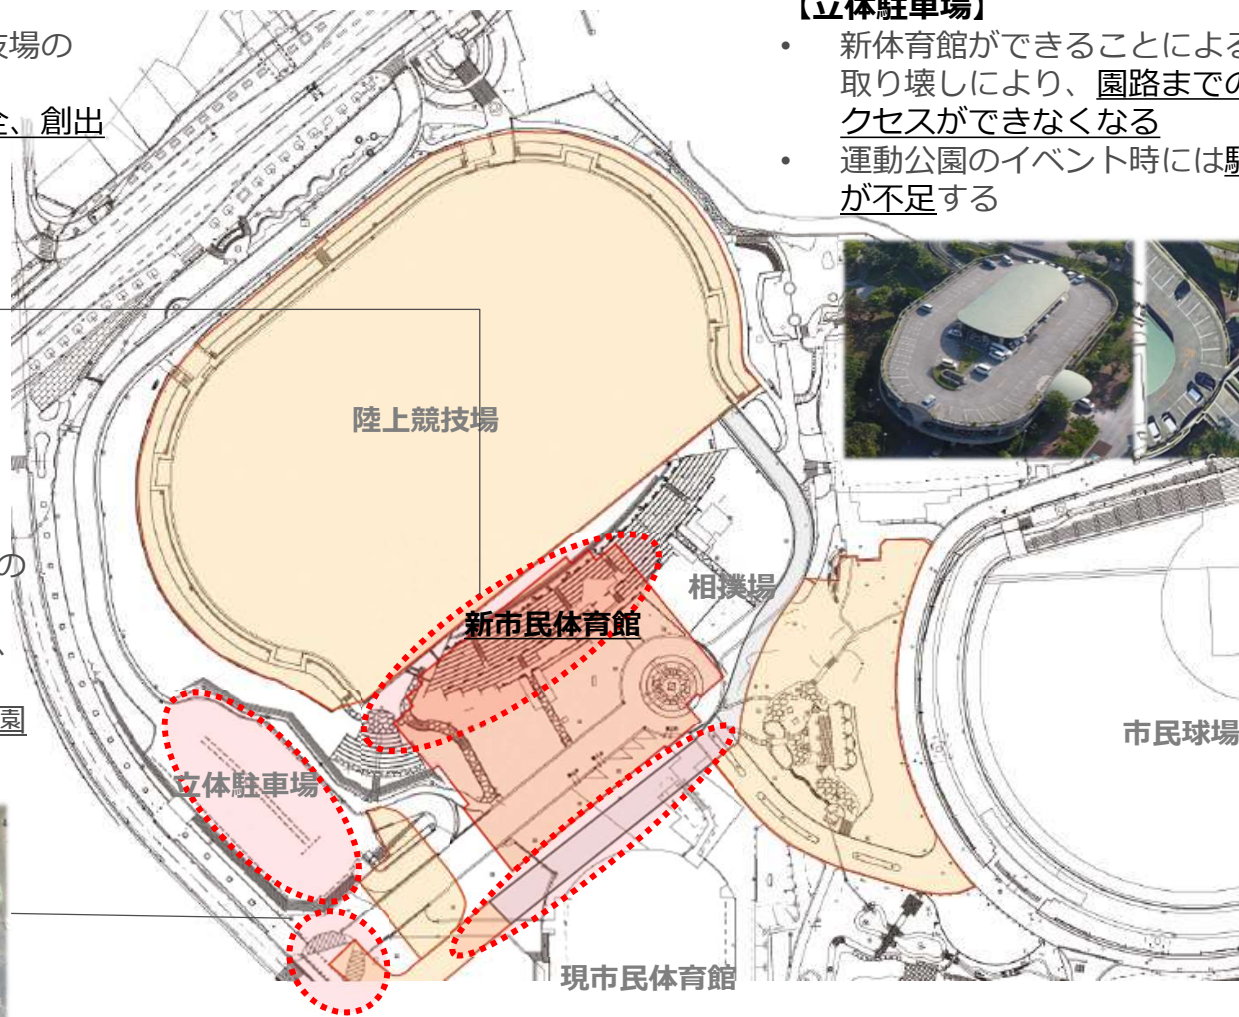 技場の
全、創出
の
、
園
【立体駐車場】
• 新体育館ができることによる
取り壊しにより、園路までの
クセスができなくなる
• 運動公園のイベント時には駐
が不足する
陸上競技場
相撲場
新市民体育館
市民球場
立体駐車場
現市民体育館